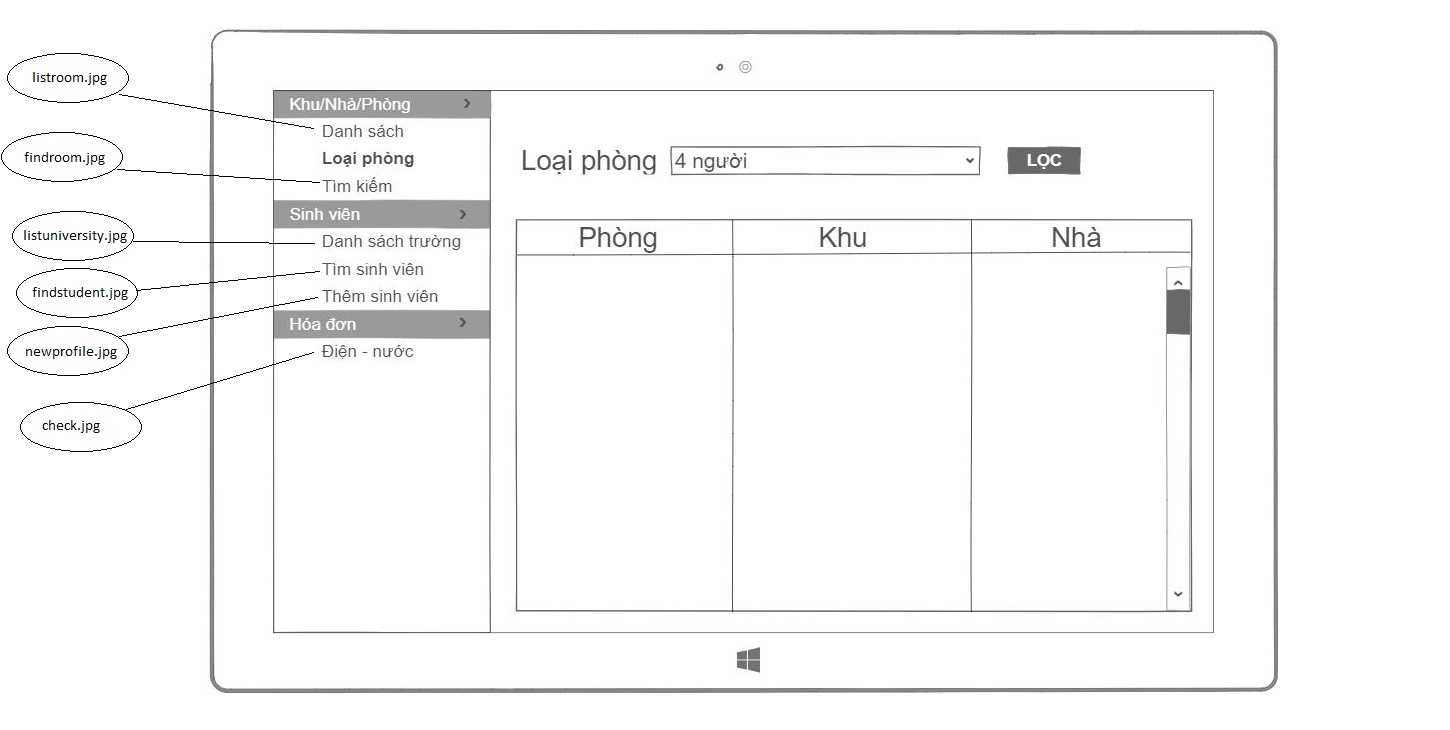 listroom.jpg
findroom.jpg
listuniversity.jpg
findstudent.jpg
newprofile.jpg
check.jpg
Khu/Nhà/Phòng
Danh sách
Loại phòng
Tìm kiếm
Sinh viên
Danh sách trường
Tìm sinh viên
Thêm sinh viên
Hóa đơn
Điện - nước
Loại phòng 4 người LỌC
Phòng Khu Nhà